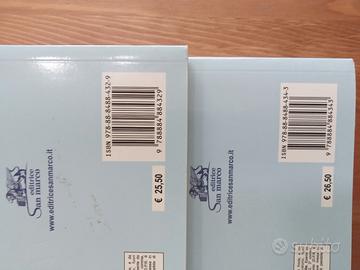 ISBN 978-88-8488-432-9
9 788884 884329
editrice
San marco
www.editricesanmarco.it
€ 25,50
ISBN 978-88-8488-434-3
9 788884 884343
editrice
San marco
www.editricesanmarco.it
€ 26,50
subito